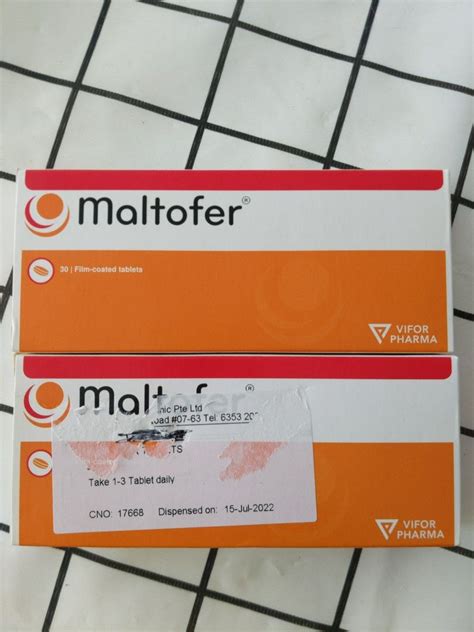 Maltofer®
30 | Film-coated tablets
VIFOR
PHARMA
Maltofer®
nic Pte Ltd
oad #07-63 Tel: 6353
TS
Take 1-3 Tablet daily
CNO: 17668 Dispensed on: 15-Jul-2022
VIFOR
PHARMA